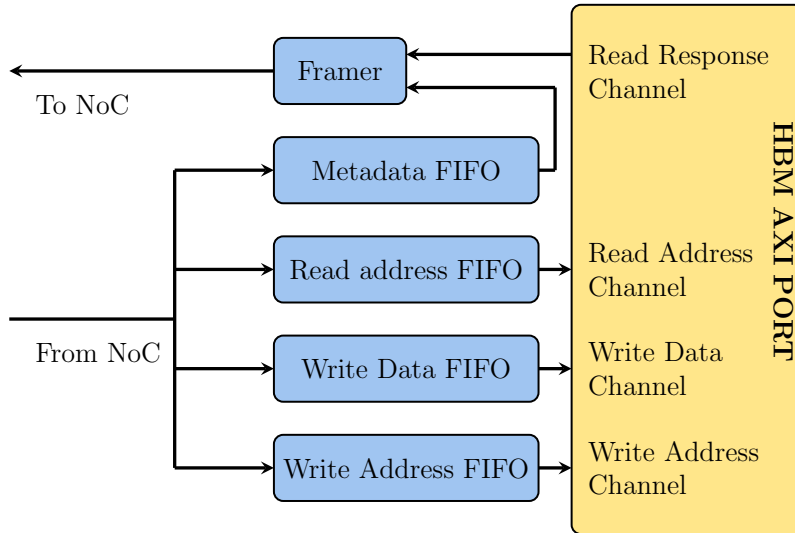 Framer
Read Response
Channel
To NoC
Metadata FIFO
HBM AXI PORT
Read address FIFO
Read Address
Channel
From NoC
Write Data FIFO
Write Data
Channel
Write Address FIFO
Write Address
Channel